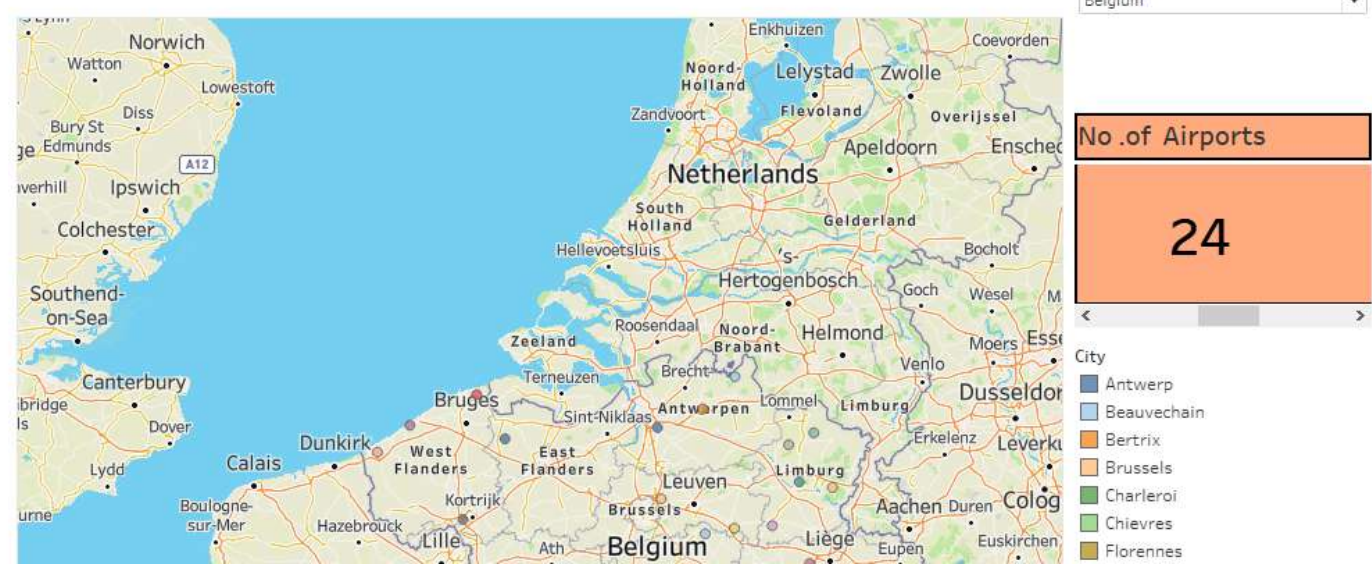 Belgium
Norwich
Watton
Lowestoft
Diss
Bury St
Edmunds
A12
Ipswich
Colchester
Southend-
on-Sea
Canterbury
Dover
Lydd
Enkhuizen
Coevorden
Noord-
Holland
Lelystad
Zwolle
Flevoland
Zandvoort
Overijssel
Apeldoorn
Netherlands
South
Holland
Gelderland
Hellevoetsluis
's-
Hertogenbosch
Bocholt
Goch
Wesel
Roosendaal
Noord-
Brabant
Helmond
Moers
Zeeland
Venlo
Terneuzen
Brecht
Bruges
Sint-Niklaas
Antwerpen
Lommel
Limburg
Dunkirk
West
Flanders
East
Flanders
Erkelenz
Calais
Leuven
Limburg
Boulogne-
sur-Mer
Kortrijk
Brussels
Aachen
Duren
Hazebrouck
Lille
Ath
Belgium
Liège
Eupen
Euskirchen
No .of Airports
24
City
Antwerp
Beauvechain
Bertrix
Brussels
Charleroi
Chievres
Florennes